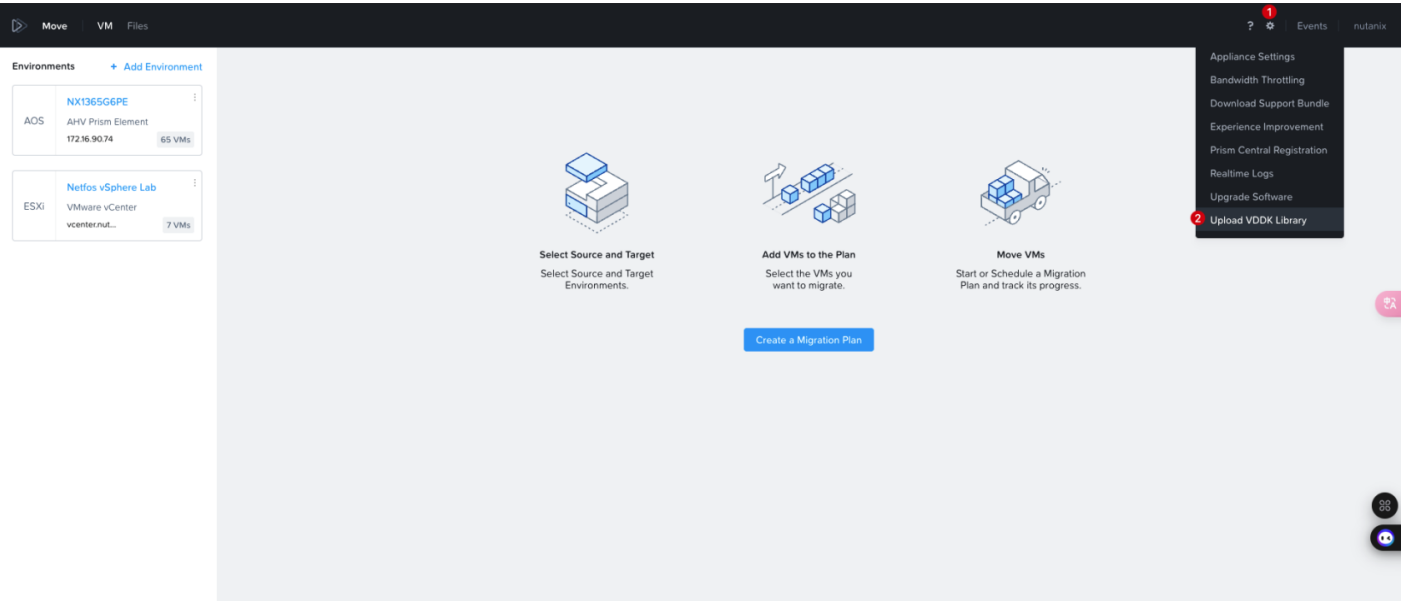 Move VM Files
1
? Events nutanix
Environments + Add Environment
AOS
NX1365G6PE
AHV Prism Element
172.16.90.74 65 VMs
ESXi
Netfos vSphere Lab
VMware vCenter
vcenter.nut... 7 VMs
Appliance Settings
Bandwidth Throttling
Download Support Bundle
Experience Improvement
Prism Central Registration
Realtime Logs
Upgrade Software
2 Upload VDDK Library
Select Source and Target
Select Source and Target
Environments.
Add VMs to the Plan
Select the VMs you
want to migrate.
Move VMs
Start or Schedule a Migration
Plan and track its progress.
Create a Migration Plan